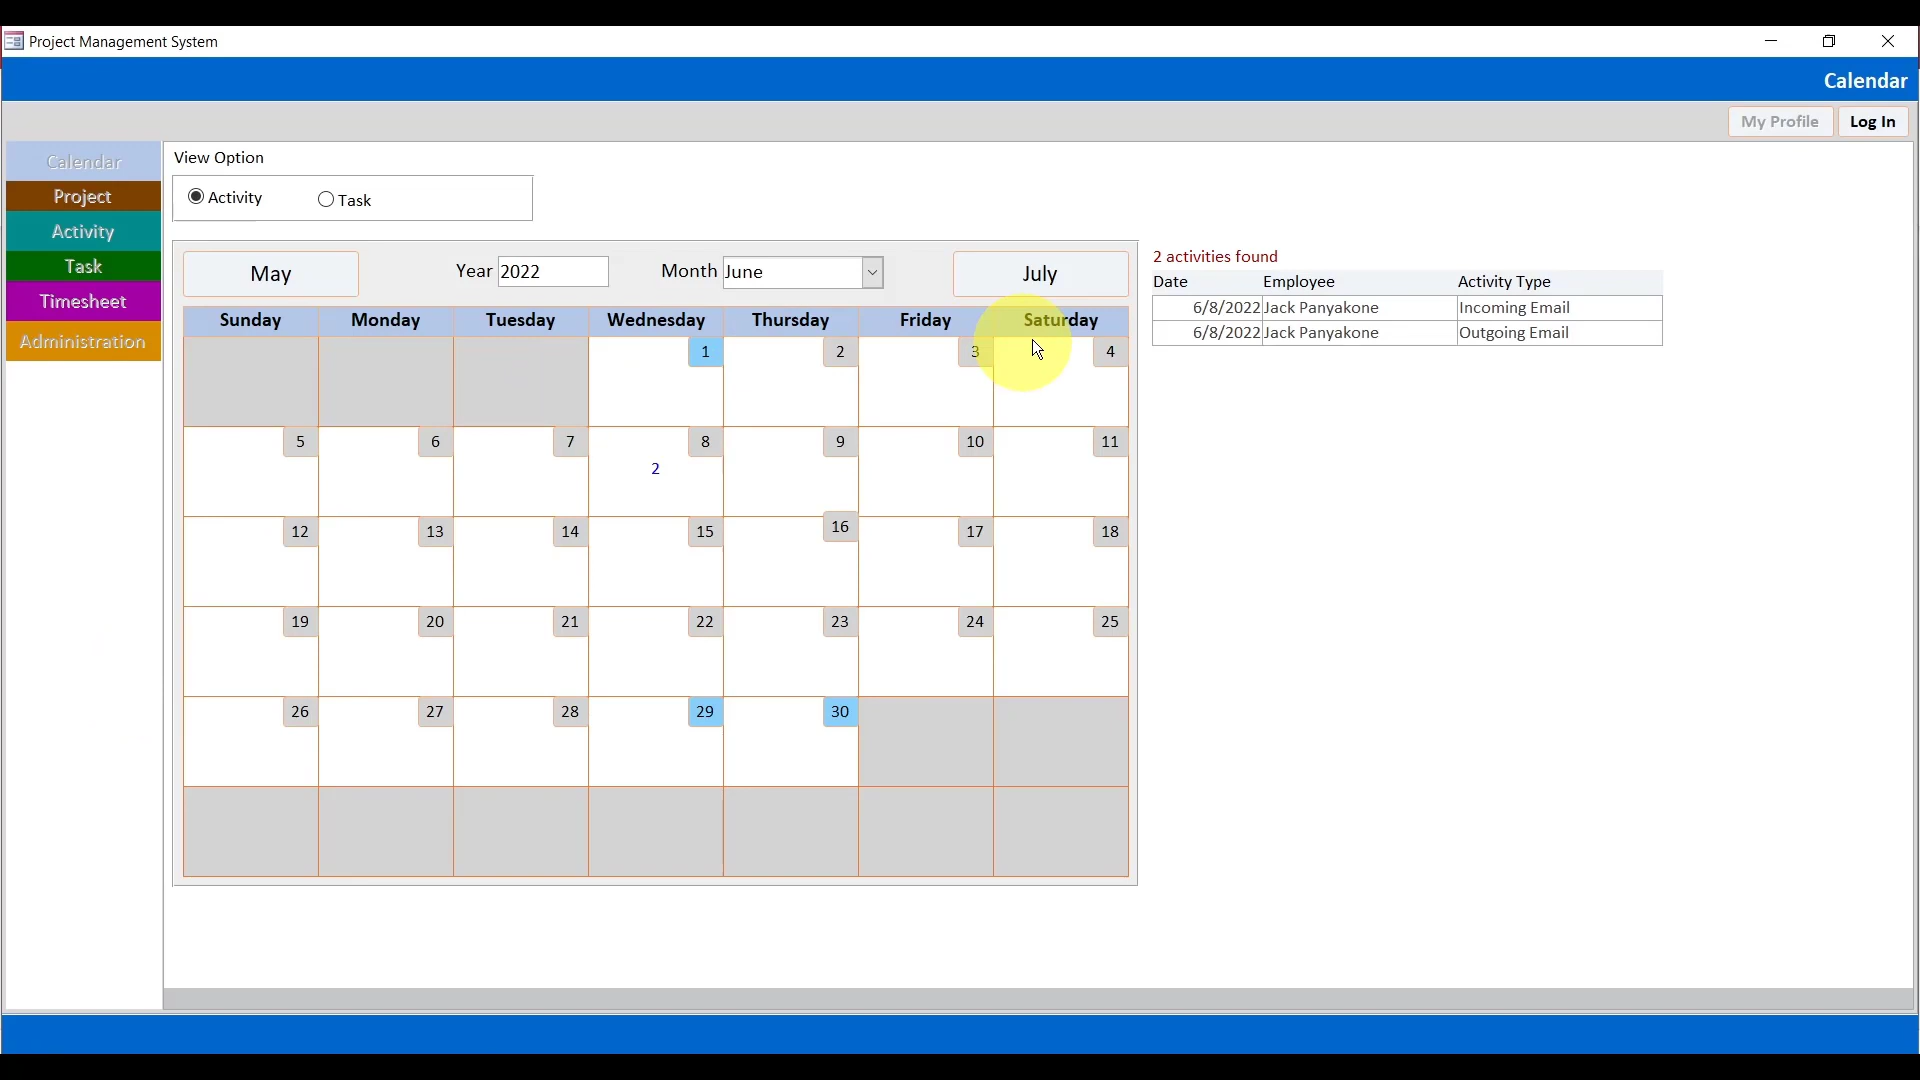 Project Management System
Calendar
My Profile Log In
Calendar
Project
Activity
Task
Timesheet
Administration
View Option
Activity Task
May Year 2022 Month June July
Sunday Monday Tuesday Wednesday Thursday Friday Saturday
1 2 3 4
5 6 7 8 9 10 11
2
12 13 14 15 16 17 18
19 20 21 22 23 24 25
26 27 28 29 30
2 activities found
Date Employee Activity Type
6/8/2022 Jack Panyakone Incoming Email
6/8/2022 Jack Panyakone Outgoing Email